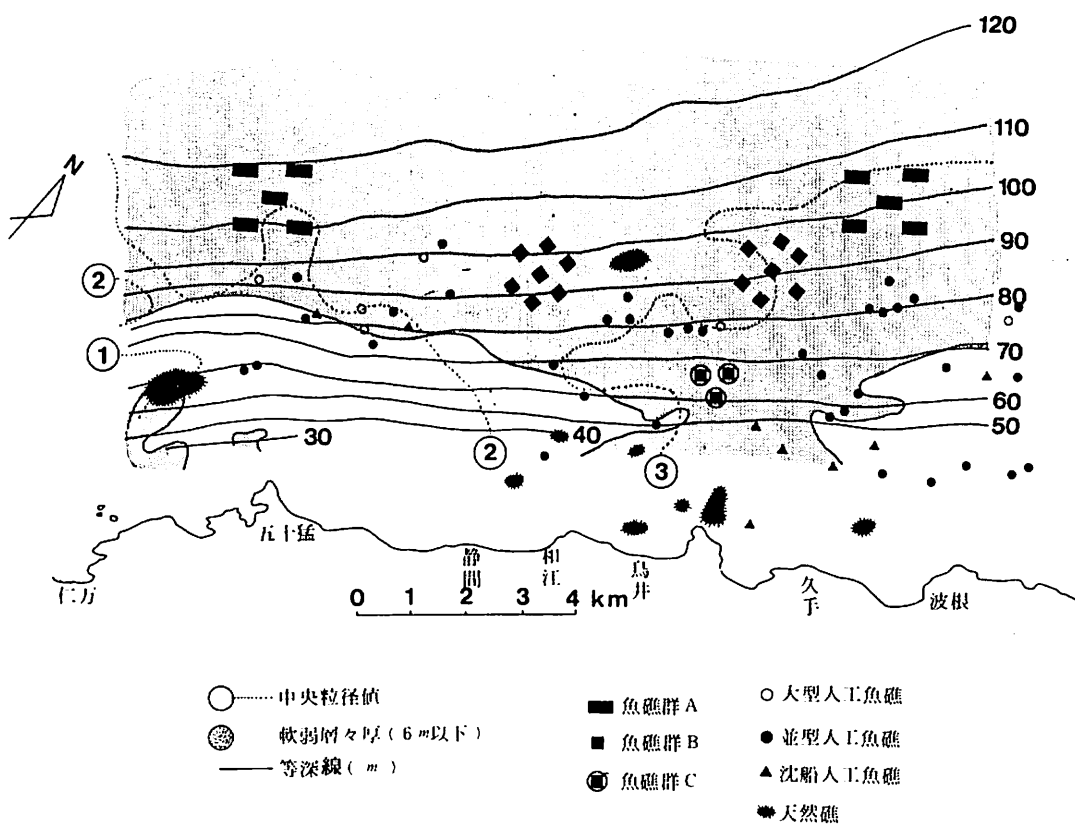 120
110
100
90
80
70
60
50
40
30
N
②
①
②
③
仁万
五十猛
静間
和江
鳥井
久手
波根
0 1 2 3 4 km
中央粒径値
軟弱層々厚(6m以下)
等深線(m)
魚礁群A
魚礁群B
魚礁群C
大型人工魚礁
並型人工魚礁
沈船人工魚礁
天然礁